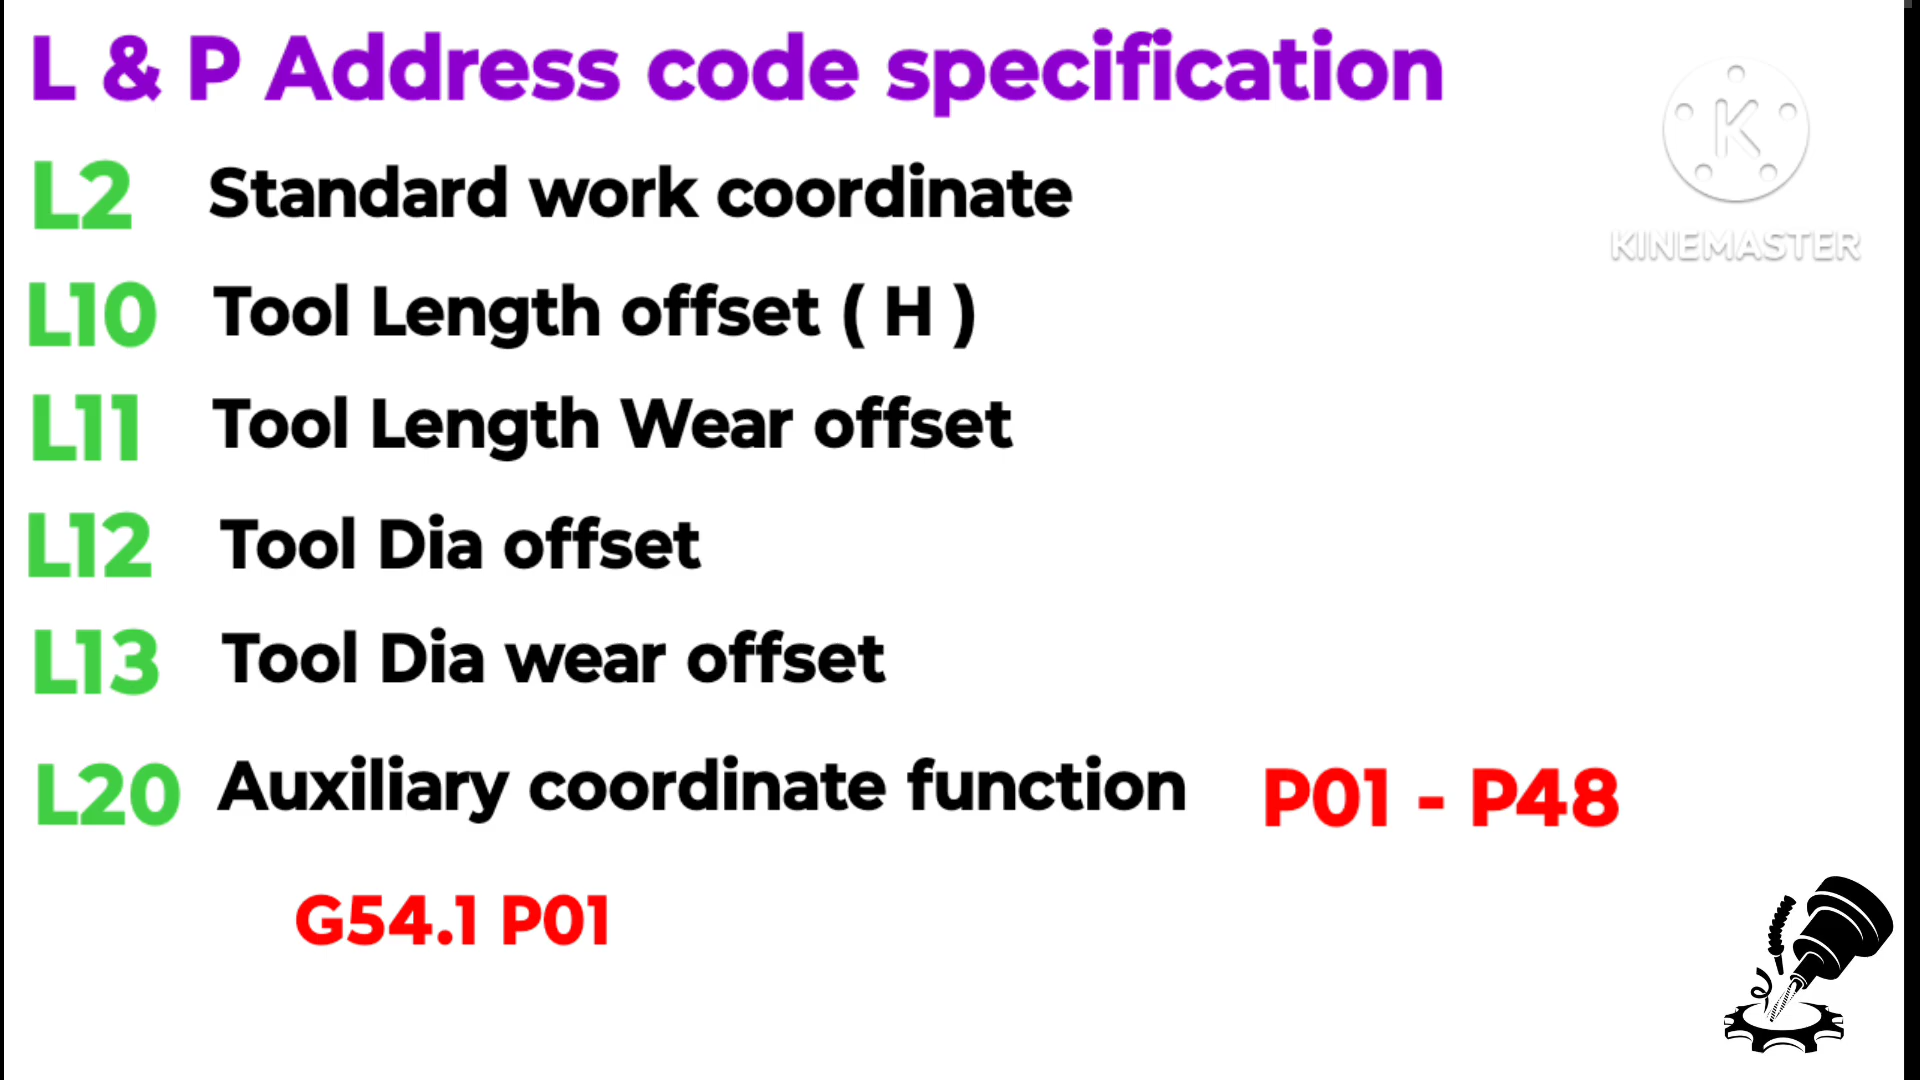 L & P Address code specification
K
KINEMASTER
L2 Standard work coordinate
L10 Tool Length offset ( H )
L11 Tool Length Wear offset
L12 Tool Dia offset
L13 Tool Dia wear offset
L20 Auxiliary coordinate function P01 - P48
G54.1 P01